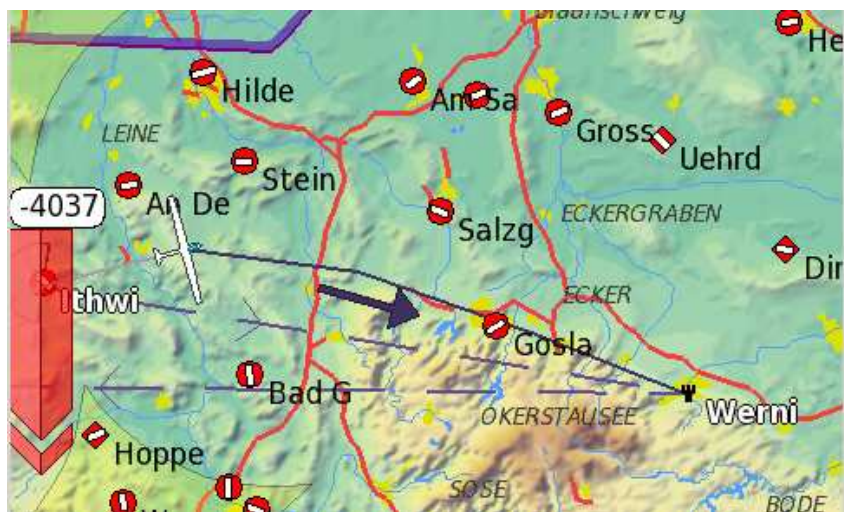 Braunschweig
He
Hilde
Am Sa
LEINE
Gross
Uehrd
Stein
An De
-4037
ECKERGRABEN
Salzg
Dir
Ithwi
ECKER
Gosla
Bad G
Werni
OKERSTAUSEE
Hoppe
SOSE
BODE